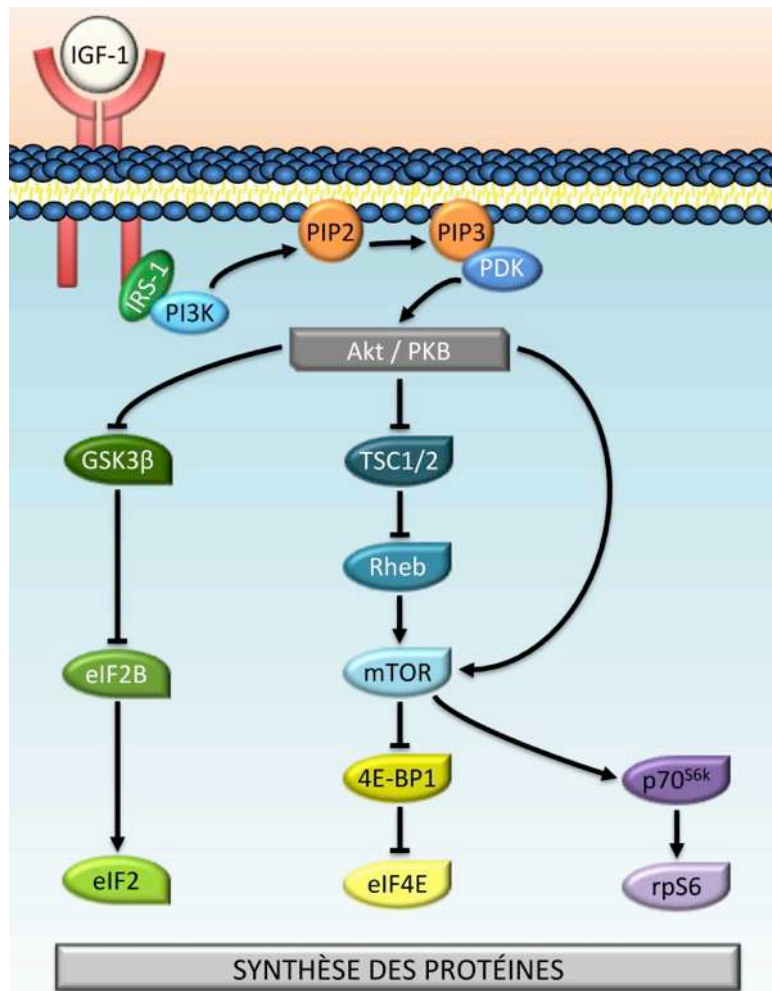 IGF-1
PIP2
PIP3
IRS-1
PI3K
PDK
Akt / PKB
GSK3β
TSC1/2
Rheb
eIF2B
mTOR
4E-BP1
p70S6k
eIF2
eIF4E
rpS6
SYNTHÈSE DES PROTÉINES